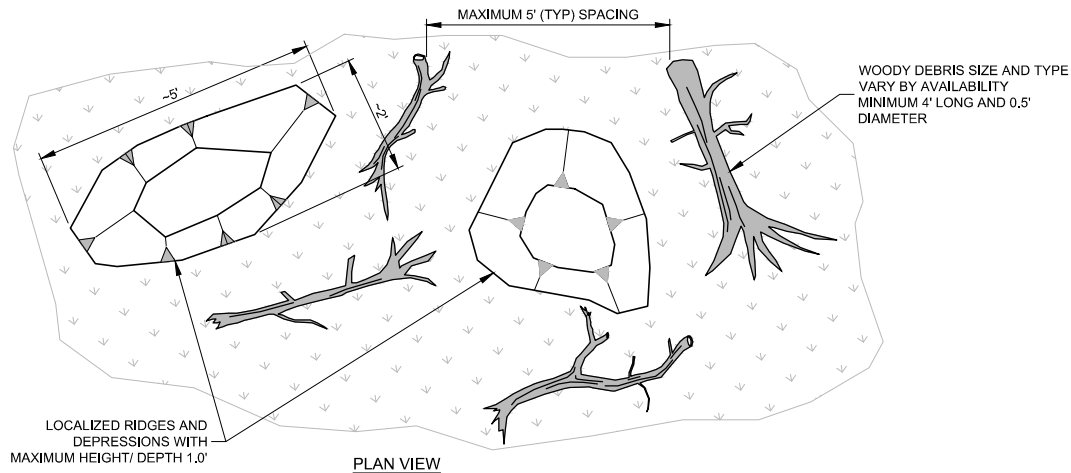 MAXIMUM 5' (TYP) SPACING
~5'
~2'
WOODY DEBRIS SIZE AND TYPE
VARY BY AVAILABILITY
MINIMUM 4' LONG AND 0.5'
DIAMETER
LOCALIZED RIDGES AND
DEPRESSIONS WITH
MAXIMUM HEIGHT/ DEPTH 1.0'
PLAN VIEW